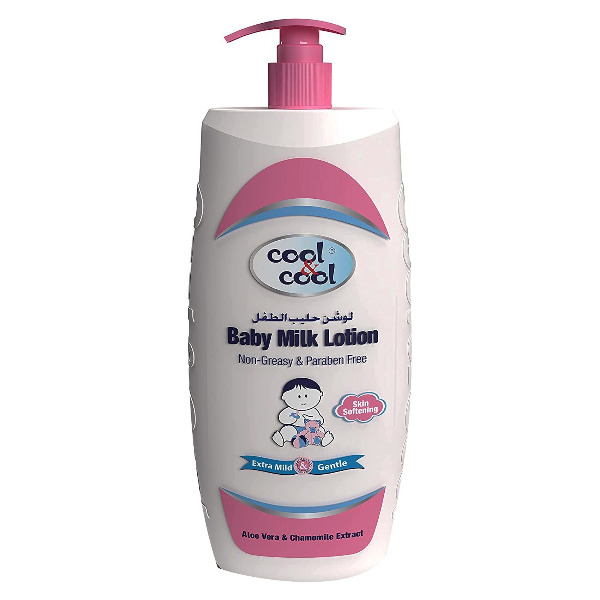 cool ®
&
cool
لوشن حليب الطفل
Baby Milk Lotion
Non-Greasy & Paraben Free
Skin
Softening
Extra Mild & Gentle
Aloe Vera & Chamomile Extract